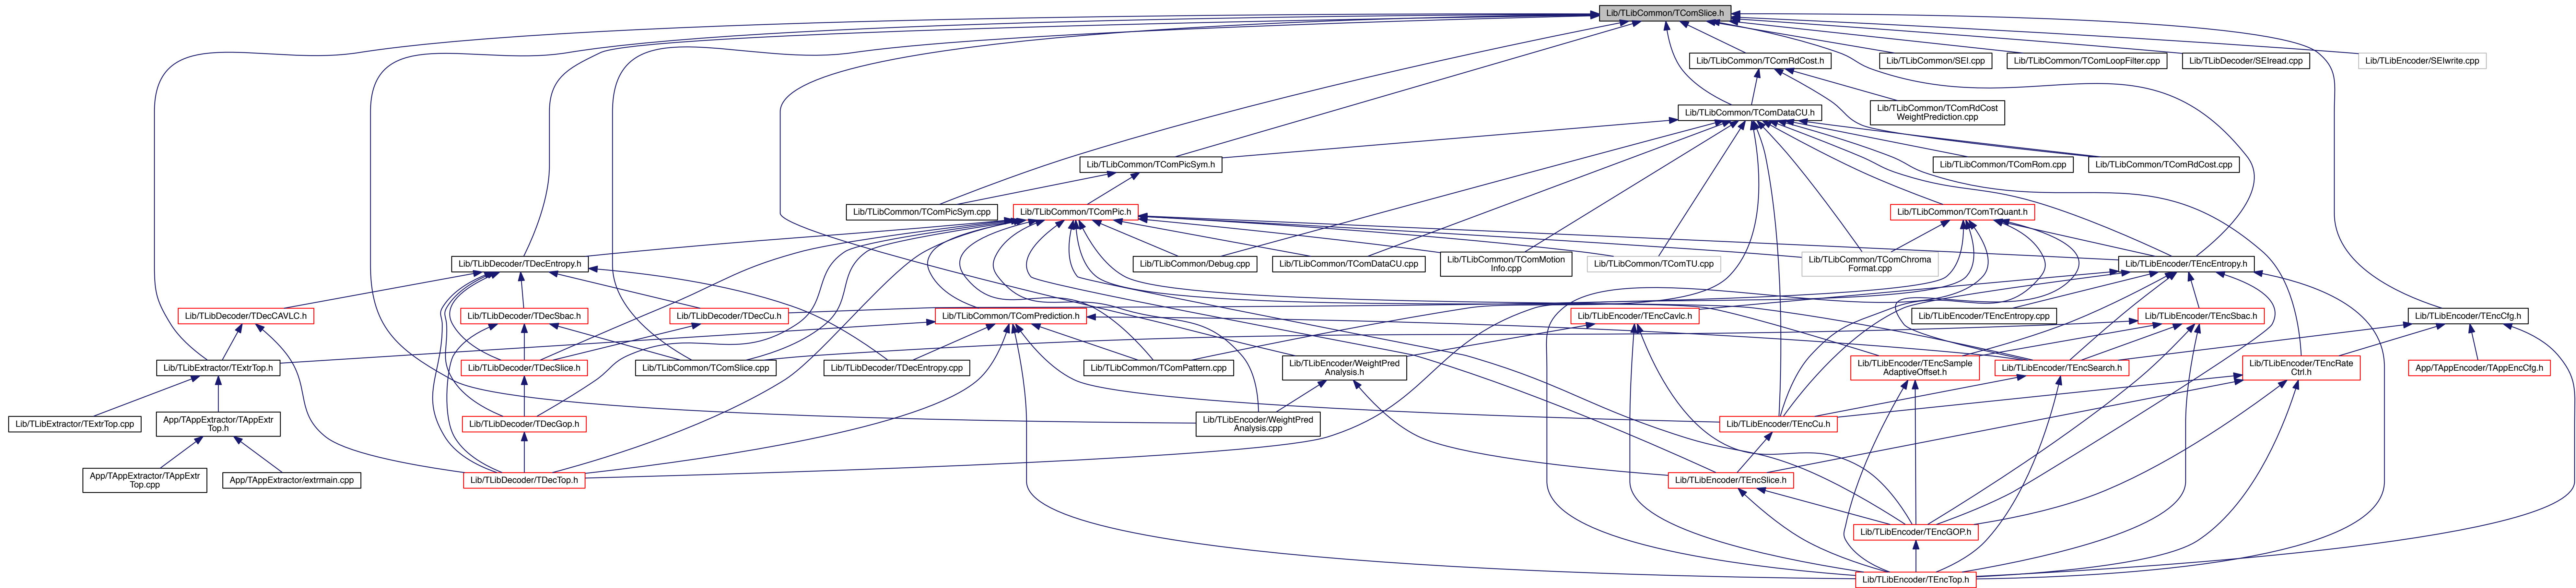 Lib/TLibCommon/TComSlice.h
Lib/TLibCommon/TComRdCost.h
Lib/TLibCommon/SEI.cpp
Lib/TLibCommon/TComLoopFilter.cpp
Lib/TLibDecoder/SEIread.cpp
Lib/TLibEncoder/SEIwrite.cpp
Lib/TLibCommon/TComDataCU.h
Lib/TLibCommon/TComRdCost
WeightPrediction.cpp
Lib/TLibCommon/TComPicSym.h
Lib/TLibCommon/TComRom.cpp
Lib/TLibCommon/TComRdCost.cpp
Lib/TLibCommon/TComPicSym.cpp
Lib/TLibCommon/TComPic.h
Lib/TLibCommon/TComTrQuant.h
Lib/TLibDecoder/TDecEntropy.h
Lib/TLibCommon/Debug.cpp
Lib/TLibCommon/TComDataCU.cpp
Lib/TLibCommon/TComMotion
Info.cpp
Lib/TLibCommon/TComTU.cpp
Lib/TLibCommon/TComChroma
Format.cpp
Lib/TLibEncoder/TEncEntropy.h
Lib/TLibDecoder/TDecCAVLC.h
Lib/TLibDecoder/TDecSbac.h
Lib/TLibDecoder/TDecCu.h
Lib/TLibCommon/TComPrediction.h
Lib/TLibEncoder/TEncCavlc.h
Lib/TLibEncoder/TEncEntropy.cpp
Lib/TLibEncoder/TEncSbac.h
Lib/TLibEncoder/TEncCfg.h
Lib/TLibExtractor/TExtrTop.h
Lib/TLibDecoder/TDecSlice.h
Lib/TLibCommon/TComSlice.cpp
Lib/TLibDecoder/TDecEntropy.cpp
Lib/TLibCommon/TComPattern.cpp
Lib/TLibEncoder/WeightPred
Analysis.h
Lib/TLibEncoder/TEncSample
AdaptiveOffset.h
Lib/TLibEncoder/TEncSearch.h
Lib/TLibEncoder/TEncRate
Ctrl.h
App/TAppEncoder/TAppEncCfg.h
Lib/TLibExtractor/TExtrTop.cpp
App/TAppExtractor/TAppExtr
Top.h
Lib/TLibDecoder/TDecGop.h
Lib/TLibEncoder/WeightPred
Analysis.cpp
Lib/TLibEncoder/TEncCu.h
App/TAppExtractor/TAppExtr
Top.cpp
App/TAppExtractor/extrmain.cpp
Lib/TLibDecoder/TDecTop.h
Lib/TLibEncoder/TEncSlice.h
Lib/TLibEncoder/TEncGOP.h
Lib/TLibEncoder/TEncTop.h